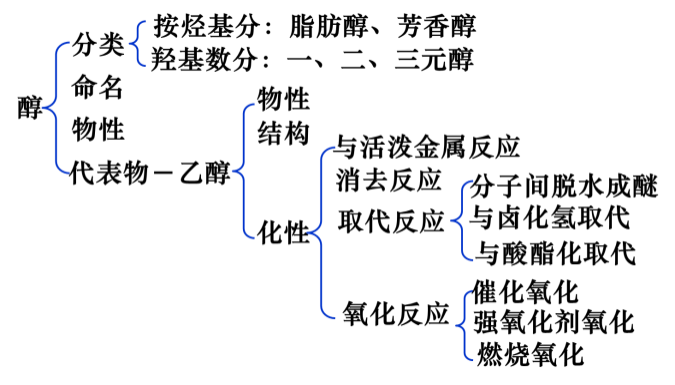 醇
分类
按烃基分：脂肪醇、芳香醇
羟基数分：一、二、三元醇
命名
物性
代表物－乙醇
物性
结构
化性
与活泼金属反应
消去反应
取代反应
分子间脱水成醚
与卤化氢取代
与酸酯化取代
氧化反应
催化氧化
强氧化剂氧化
燃烧氧化